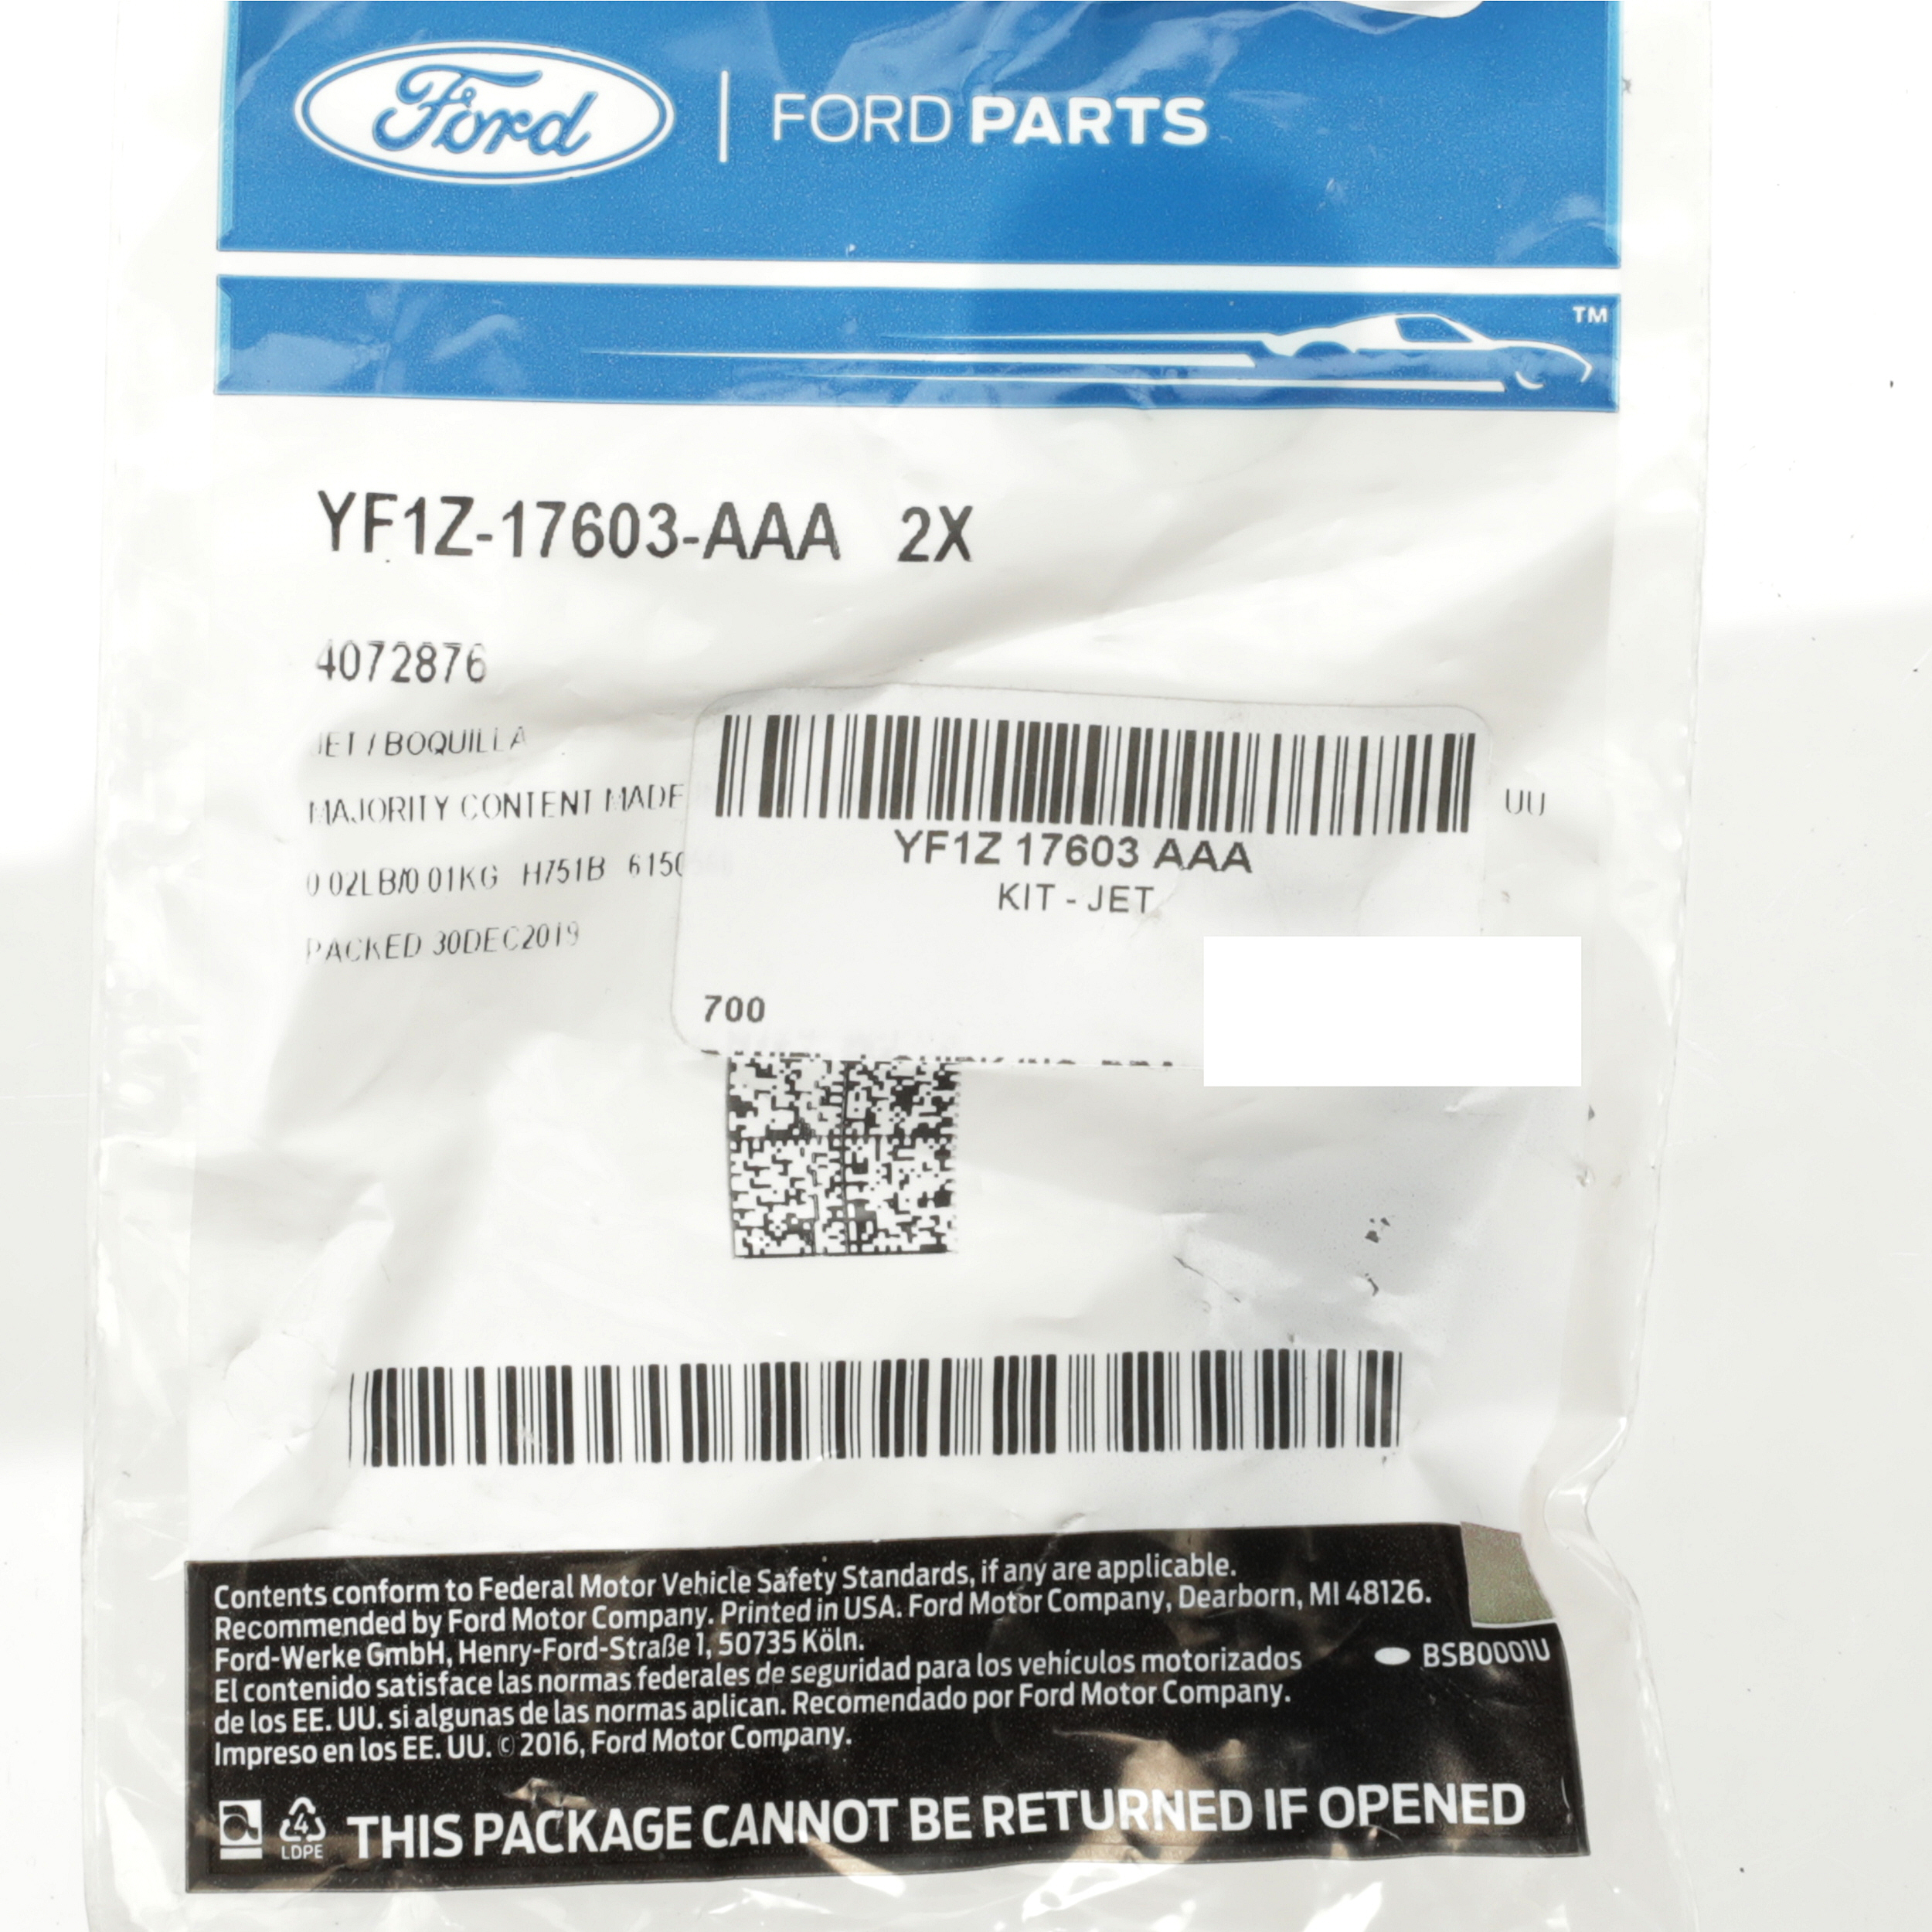 Ford | FORD PARTS
TM
YF1Z-17603-AAA 2X
4072876
JET / BOQUILLA
MAJORITY CONTENT MADE
UU
0.02LB/0.01KG H751B 6150
PACKED 30DEC2019
YF1Z 17603 AAA
KIT - JET
700
Contents conform to Federal Motor Vehicle Safety Standards, if any are applicable.
Recommended by Ford Motor Company. Printed in USA. Ford Motor Company, Dearborn, MI 48126.
Ford-Werke GmbH, Henry-Ford-Straße 1, 50735 Köln.
El contenido satisface las normas federales de seguridad para los vehículos motorizados
de los EE. UU. si algunas de las normas aplican. Recomendado por Ford Motor Company.
Impreso en los EE. UU. © 2016, Ford Motor Company.
BSB0001U
4
LDPE
THIS PACKAGE CANNOT BE RETURNED IF OPENED